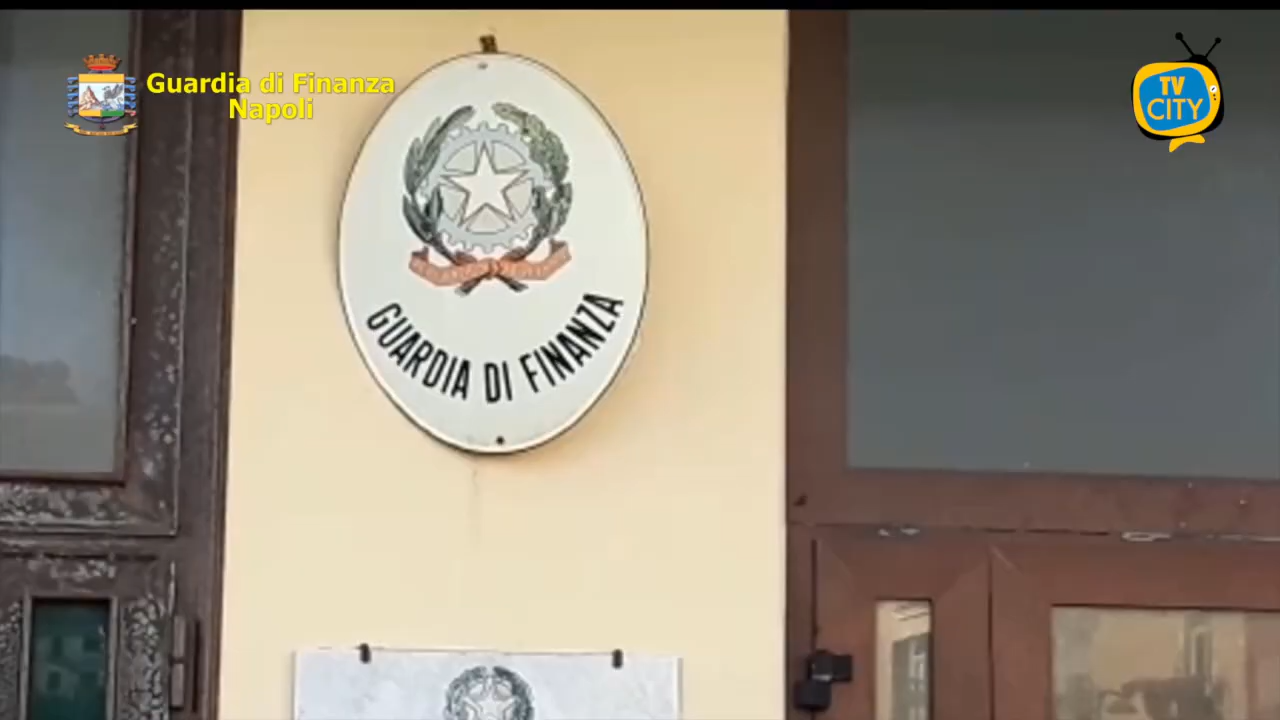 Guardia di Finanza
Napoli
TV
CITY
GUARDIA DI FINANZA